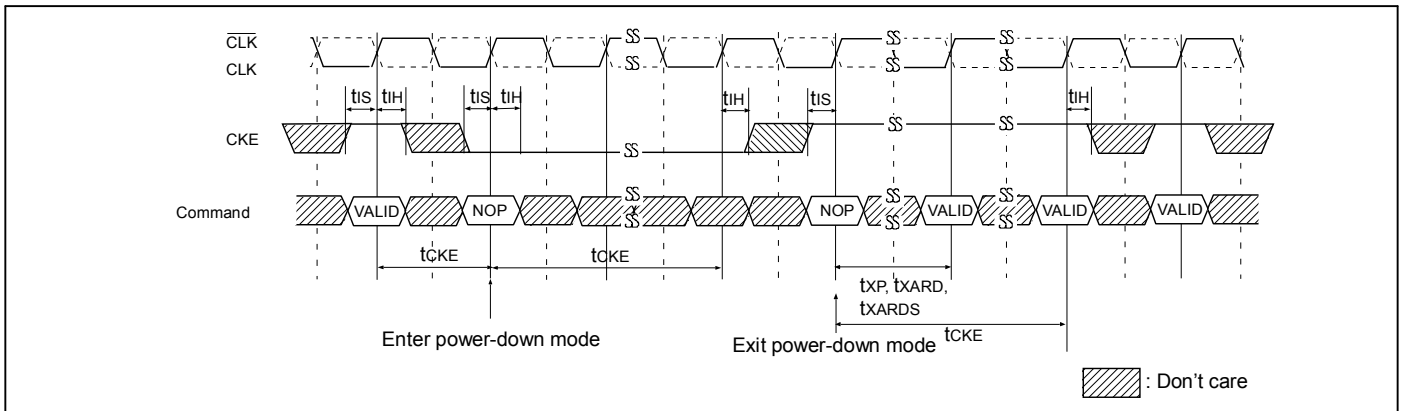 CLK
CLK
tIS tIH tIS tIH tIH tIS tIH
CKE
Command VALID NOP NOP VALID VALID VALID
tCKE tCKE
tXP, tXARD,
tXARDS
tCKE
Enter power-down mode
Exit power-down mode
: Don't care